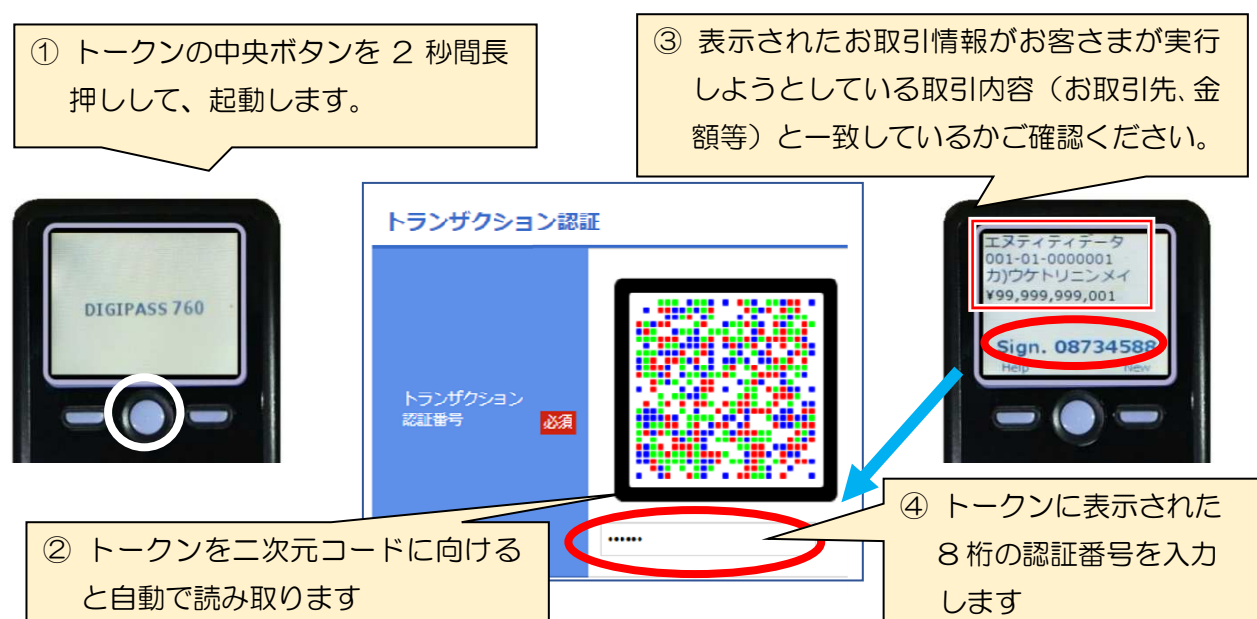 ① トークンの中央ボタンを 2 秒間長
押しして、起動します。
③ 表示されたお取引情報がお客さまが実行
しようとしている取引内容（お取引先、金
額等）と一致しているかご確認ください。
DIGIPASS 760
トランザクション認証
トランザクション
認証番号
必須
••••••
エヌティティデータ
001-01-0000001
カ)ウケトリニンメイ
¥99,999,999,001
Sign. 08734588
Help New
② トークンを二次元コードに向ける
と自動で読み取ります
④ トークンに表示された
8 桁の認証番号を入力
します